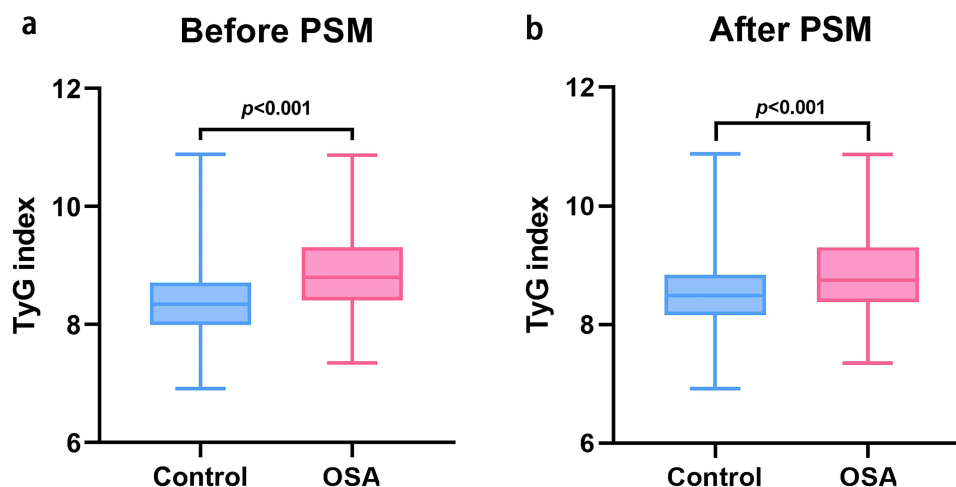 a
Before PSM
TyG index
12
10
8
6
p<0.001
Control
OSA
b
After PSM
TyG index
12
10
8
6
p<0.001
Control
OSA